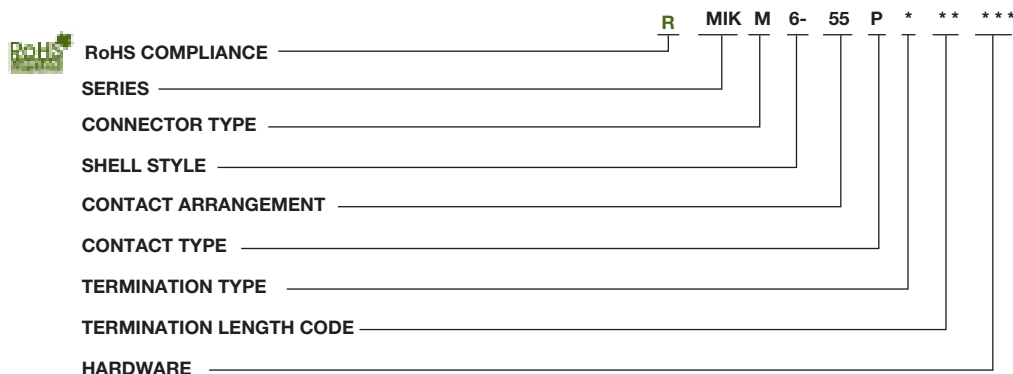 R MIK M 6- 55 P * ** ***
RoHS
RoHS COMPLIANCE
SERIES
CONNECTOR TYPE
SHELL STYLE
CONTACT ARRANGEMENT
CONTACT TYPE
TERMINATION TYPE
TERMINATION LENGTH CODE
HARDWARE